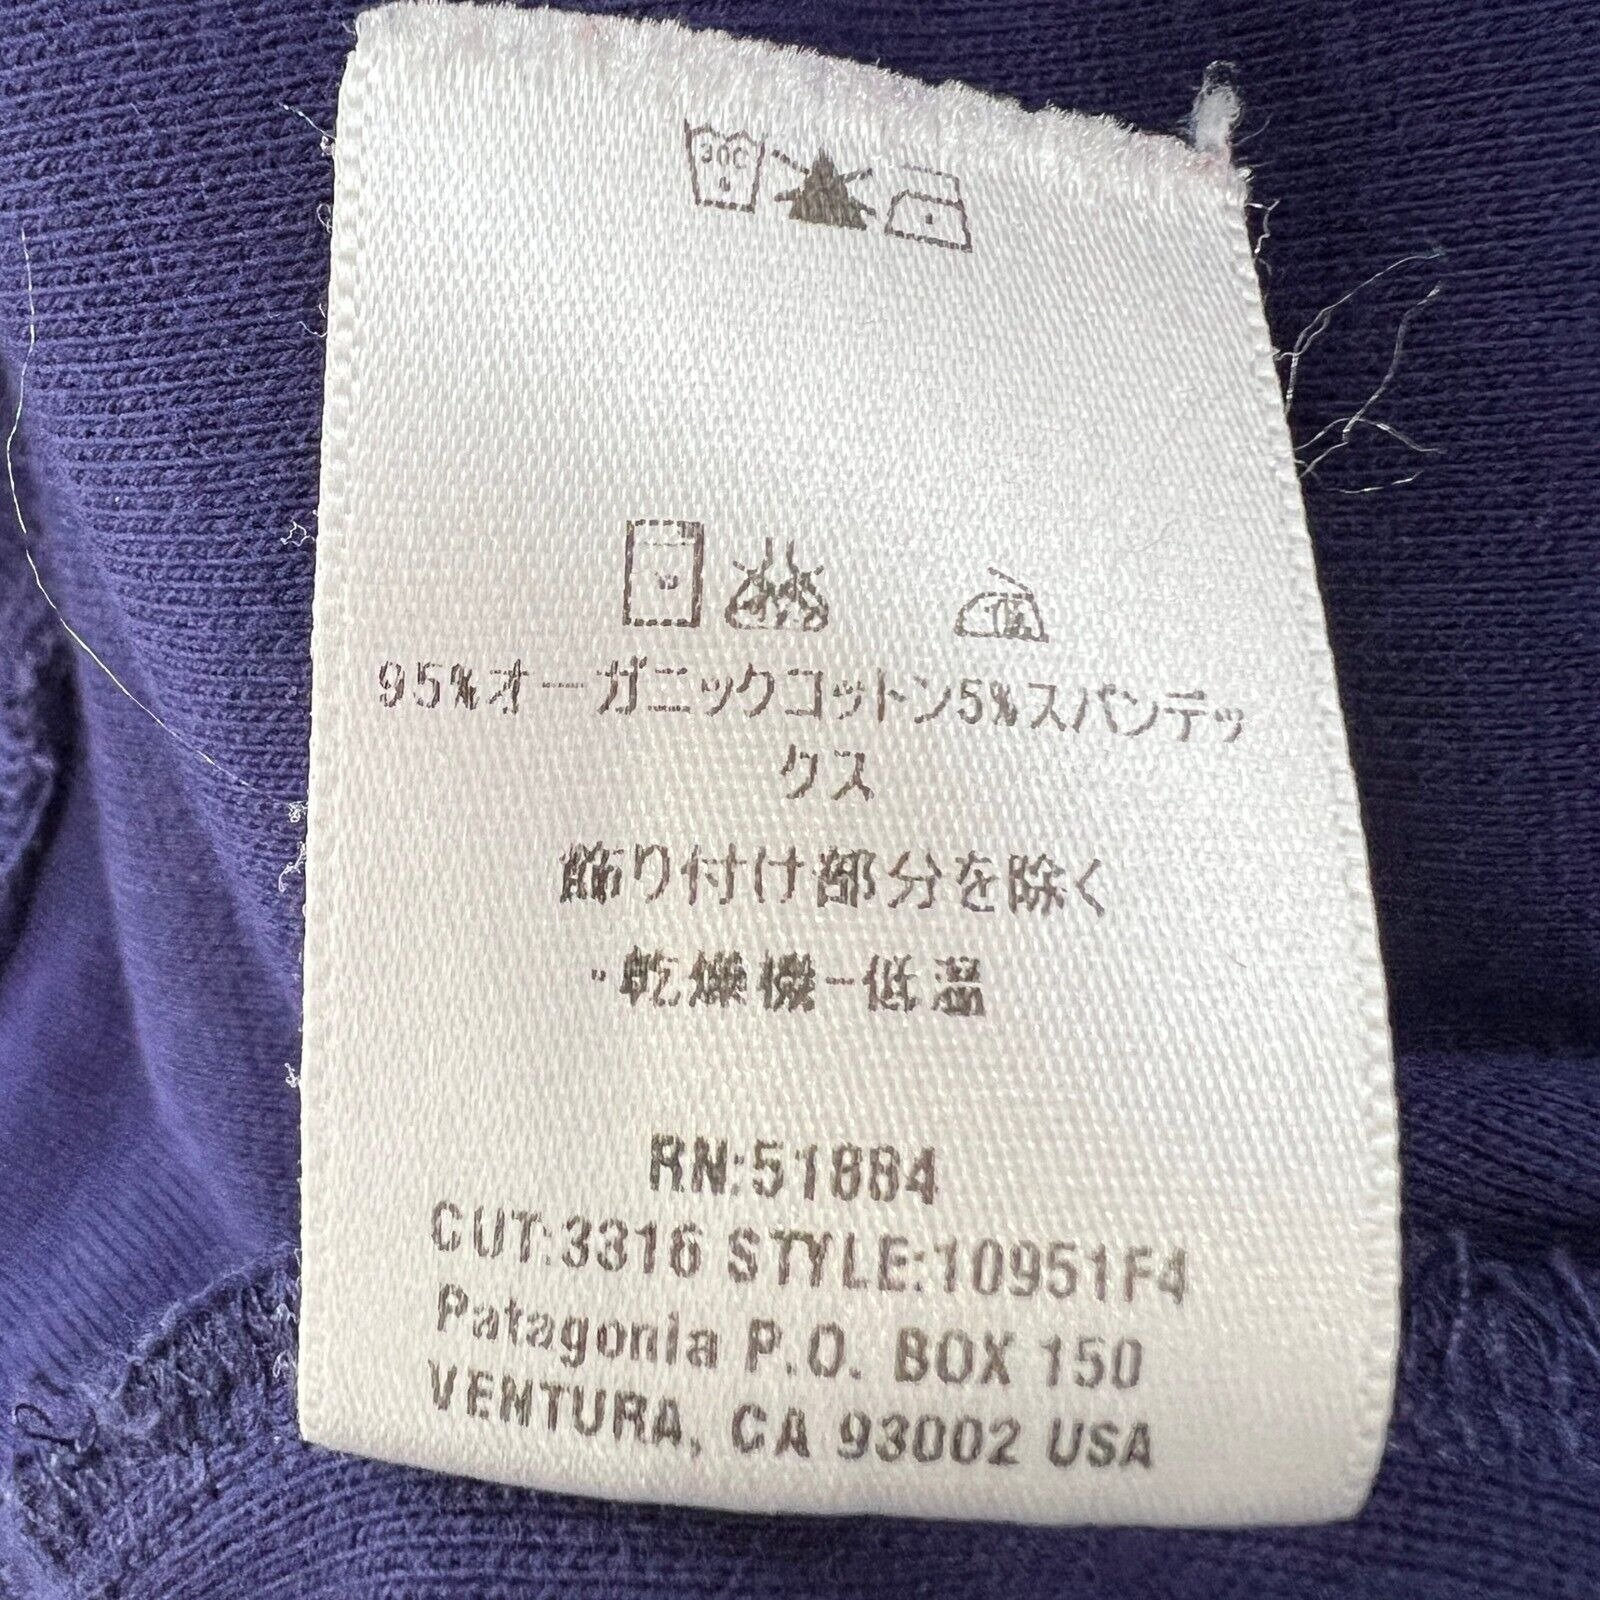 30C
95%オーガニックコットン5%スパンデッ
クス
飾り付け部分を除く
乾燥機-低温
RN:51884
CUT:3316 STYLE:10951F4
Patagonia P.O. BOX 150
VENTURA, CA 93002 USA